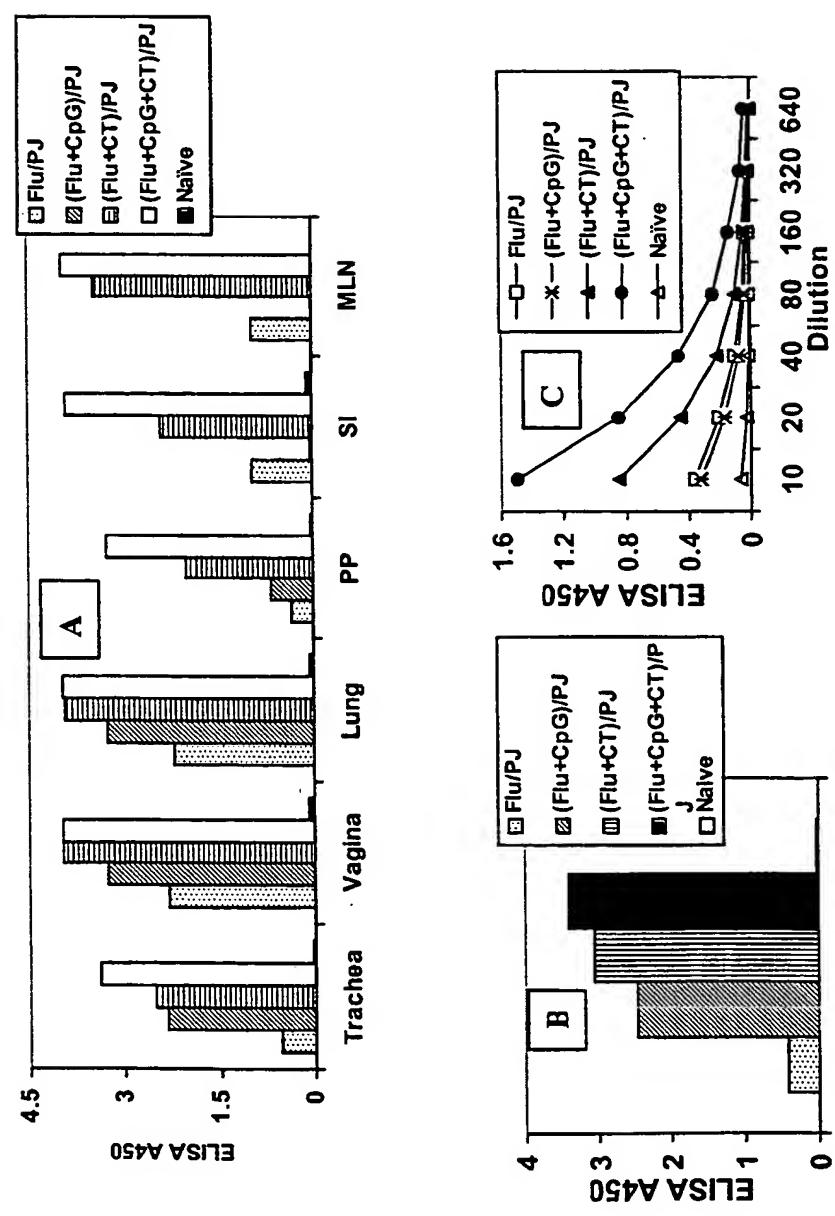 A
Flu/PJ
(Flu+CpG)/PJ
(Flu+CT)/PJ
(Flu+CpG+CT)/PJ
Naïve
ELISA A450
4.5
3
1.5
0
Trachea
Vagina
Lung
PP
SI
MLN
B
Flu/PJ
(Flu+CpG)/PJ
(Flu+CT)/PJ
(Flu+CpG+CT)/P
J
Naive
ELISA A450
4
3
2
1
0
C
Flu/PJ
(Flu+CpG)/PJ
(Flu+CT)/PJ
(Flu+CpG+CT)/PJ
Naïve
ELISA A450
1.6
1.2
0.8
0.4
0
10 20 40 80 160 320 640
Dilution